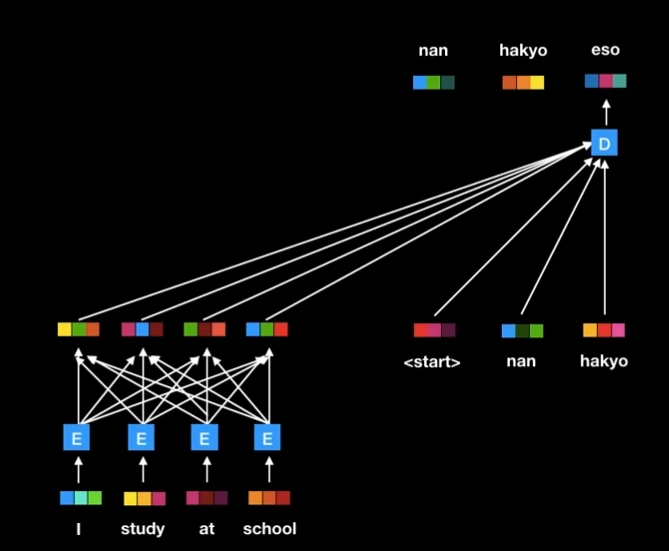 nan hakyo eso
D
<start> nan hakyo
E E E E
I study at school